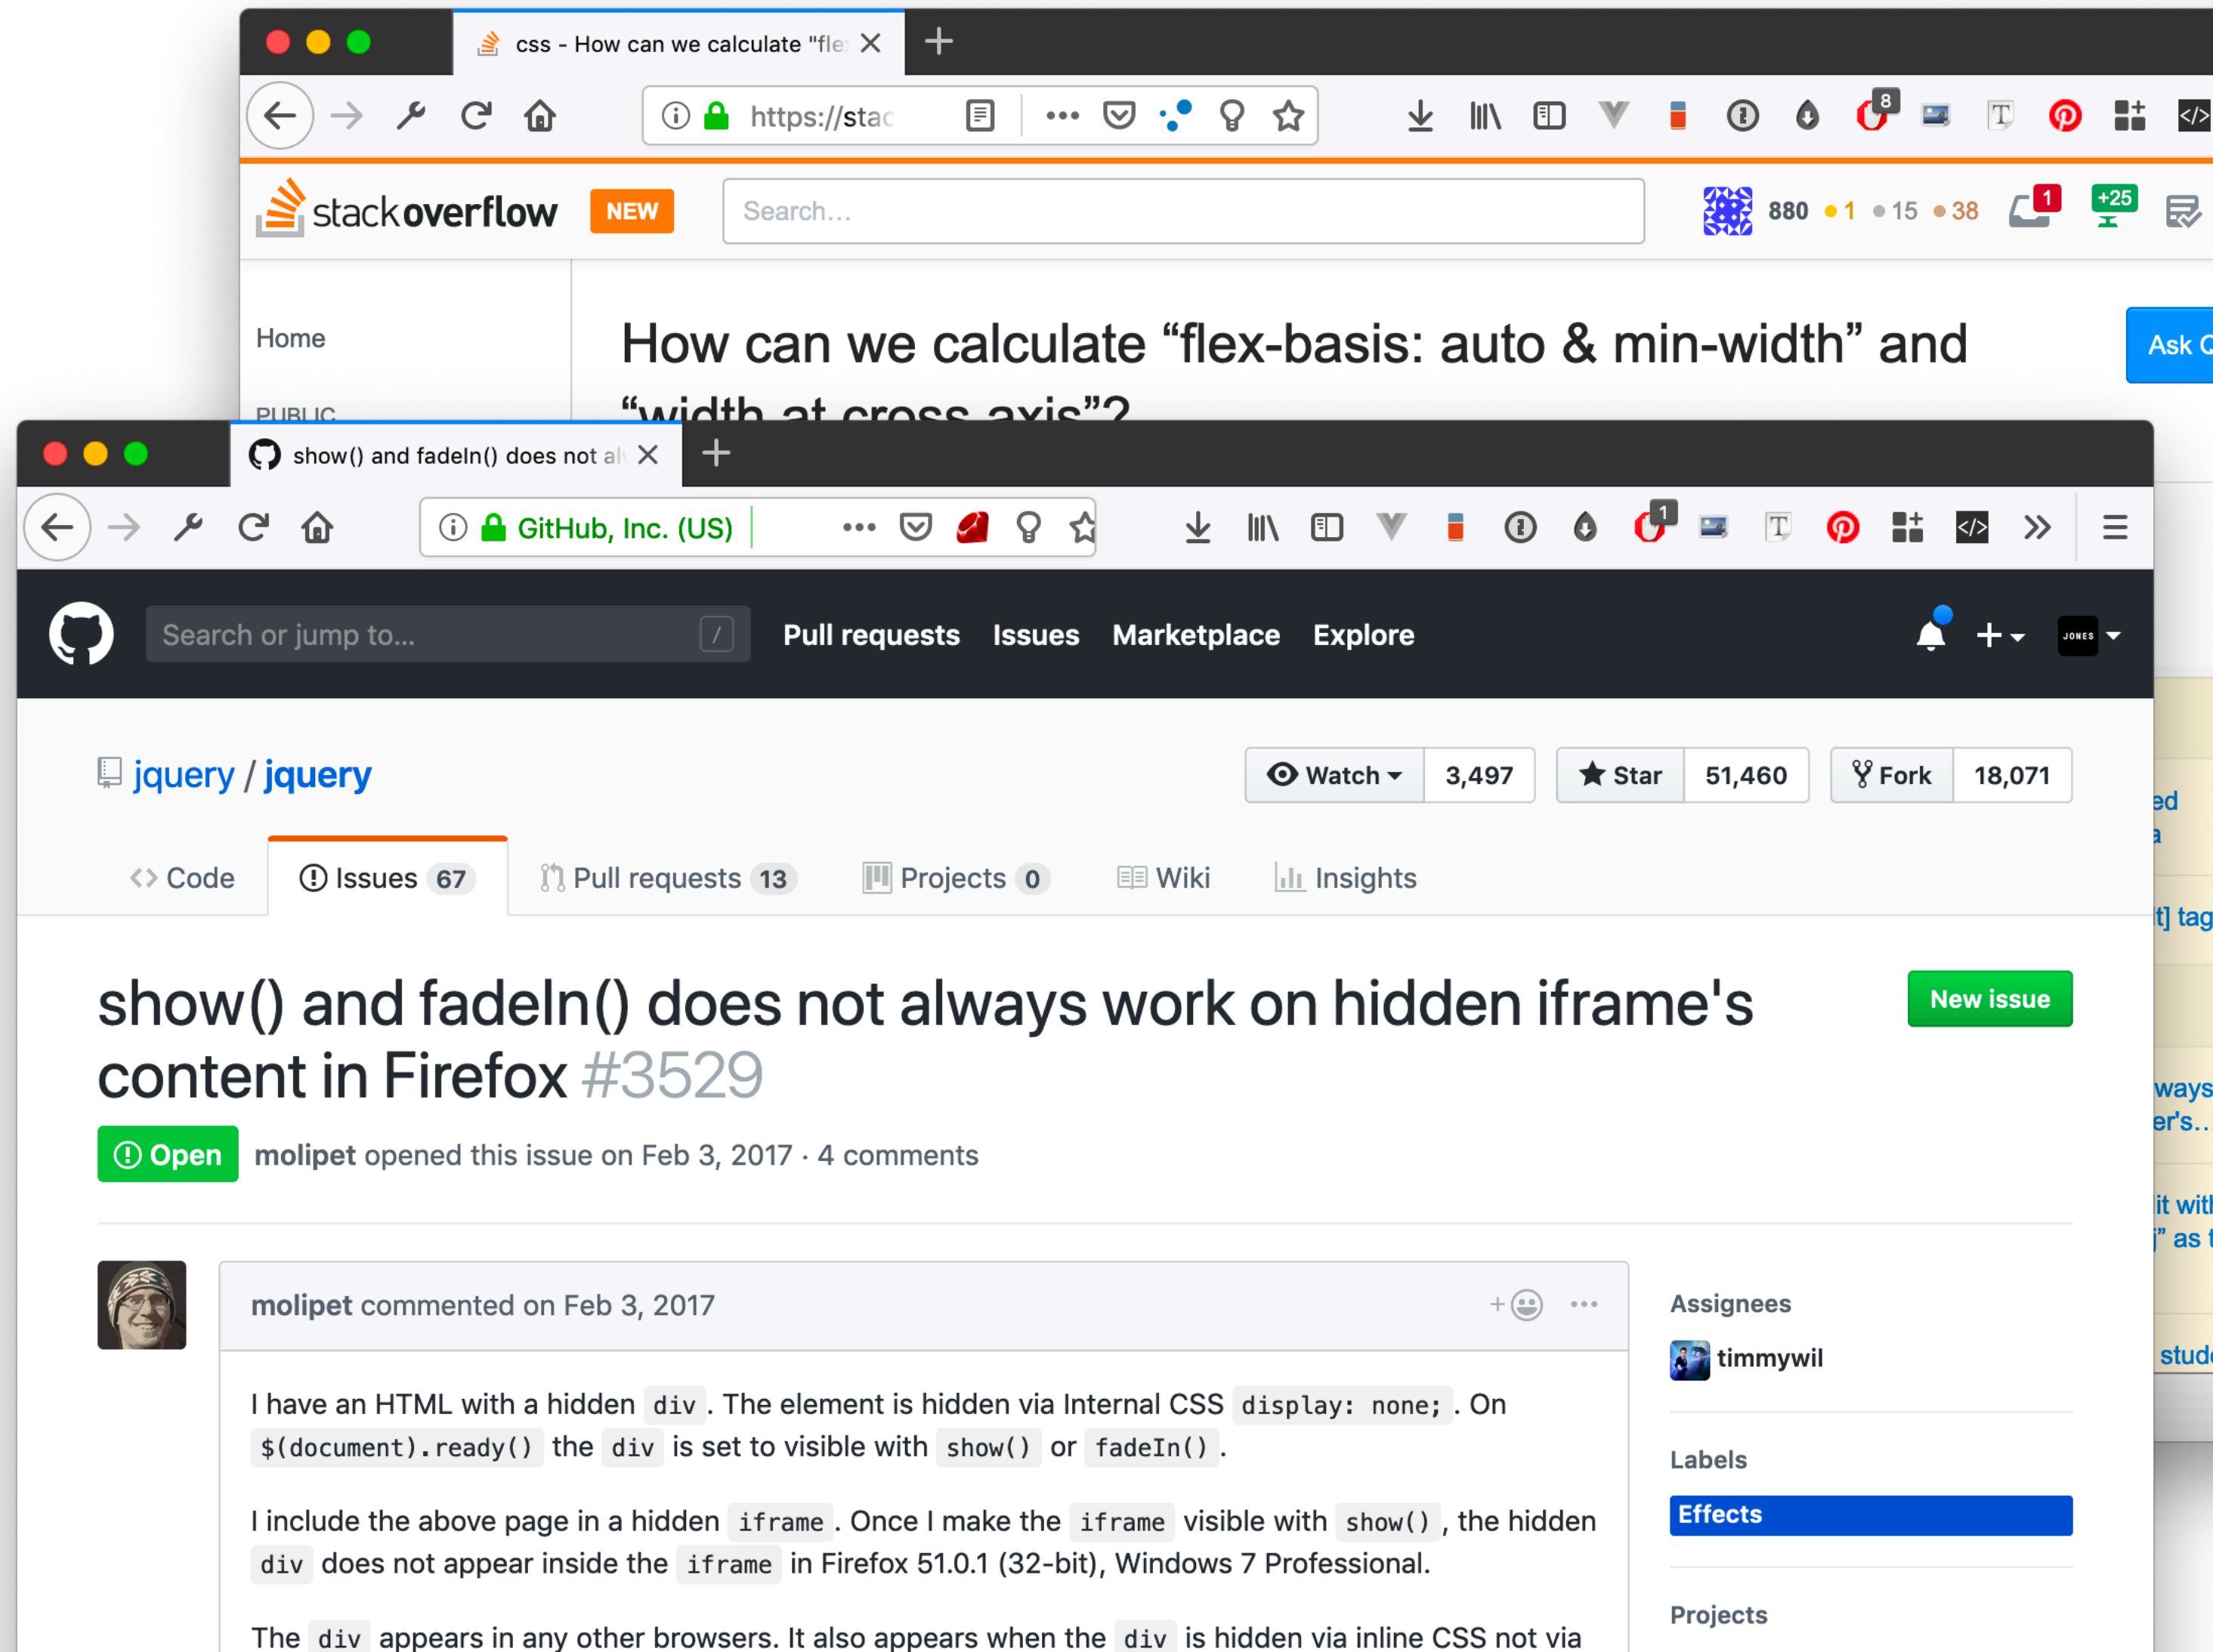 css - How can we calculate "fle
https://stac
8
stackoverflow
NEW
Search...
880 1 15 38
1
+25
Home
How can we calculate “flex-basis: auto & min-width” and
Ask
PUBLIC
“width at cross axis”?
show() and fadeIn() does not al
GitHub, Inc. (US)
1
T
</>
Search or jump to...
/
Pull requests Issues Marketplace Explore
JONES
jquery / jquery
Watch 3,497
Star 51,460
Fork 18,071
Code
Issues 67
Pull requests 13
Projects 0
Wiki
Insights
show() and fadeIn() does not always work on hidden iframe's
content in Firefox #3529
New issue
Open
molipet opened this issue on Feb 3, 2017 · 4 comments
molipet commented on Feb 3, 2017
Assignees
timmywil
I have an HTML with a hidden div . The element is hidden via Internal CSS display: none; . On
$(document).ready() the div is set to visible with show() or fadeIn() .
Labels
Effects
I include the above page in a hidden iframe . Once I make the iframe visible with show() , the hidden
div does not appear inside the iframe in Firefox 51.0.1 (32-bit), Windows 7 Professional.
Projects
The div appears in any other browsers. It also appears when the div is hidden via inline CSS not via